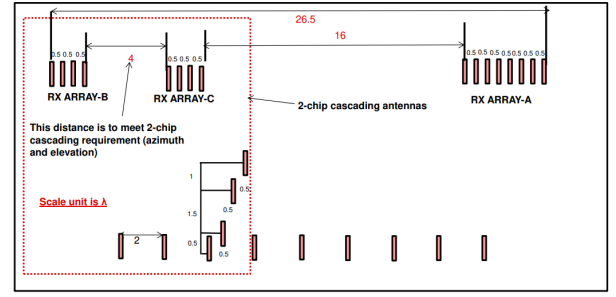 26.5
16
0.5 0.5 0.5
4
0.5 0.5 0.5
0.5 0.5 0.5 0.5 0.5 0.5 0.5
RX ARRAY-B
RX ARRAY-C
RX ARRAY-A
2-chip cascading antennas
This distance is to meet 2-chip
cascading requirement (azimuth
and elevation)
1
0.5
Scale unit is λ
0.5
1.5
2
0.5
0.5